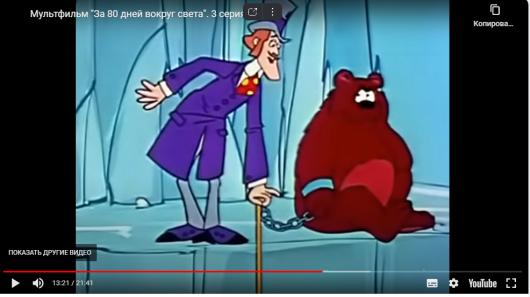 Мультфильм "За 80 дней вокруг света". 3 серия
Копирова...
ПОКАЗАТЬ ДРУГИЕ ВИДЕО
13:21 / 21:41
YouTube